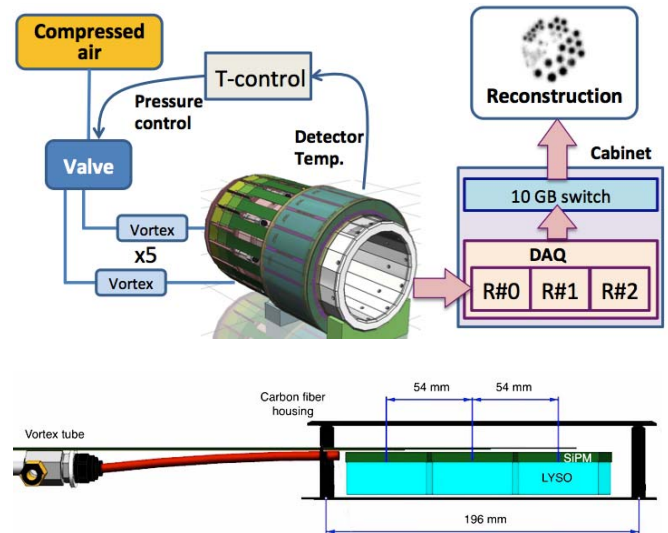 Compressed
air
T-control
Pressure
control
Detector
Temp.
Valve
Vortex
x5
Vortex
Reconstruction
Cabinet
10 GB switch
DAQ
R#0 R#1 R#2
54 mm 54 mm
Carbon fiber
housing
Vortex tube
SiPM
LYSO
196 mm